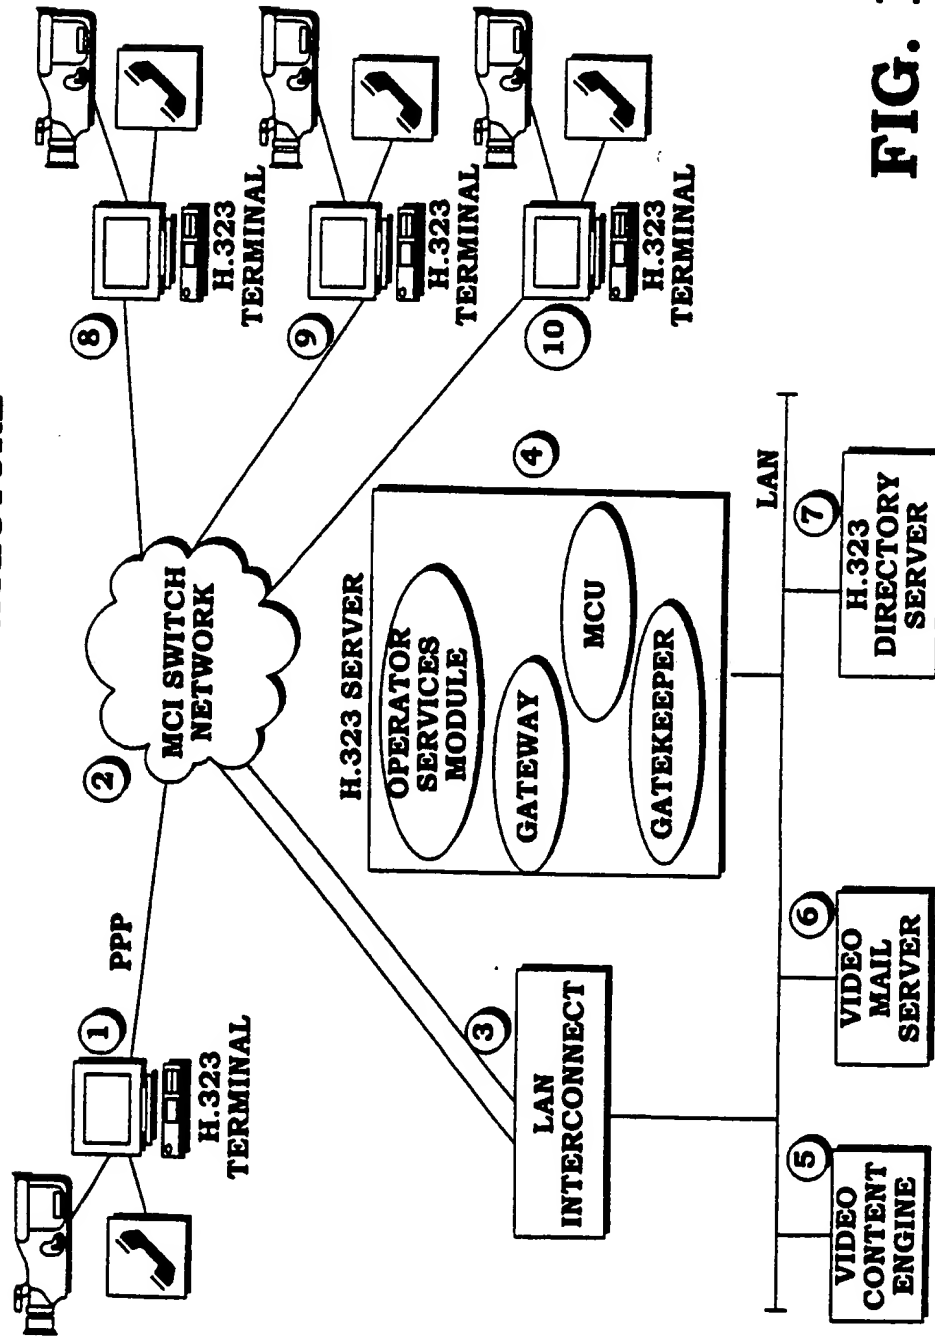 1
PPP
H.323
TERMINAL
2
MCI SWITCH
NETWORK
8
H.323
TERMINAL
9
H.323
TERMINAL
10
H.323
TERMINAL
3
LAN
INTERCONNECT
H.323 SERVER
OPERATOR
SERVICES
MODULE
GATEWAY
MCU
GATEKEEPER
4
LAN
5
VIDEO
CONTENT
ENGINE
6
VIDEO
MAIL
SERVER
7
H.323
DIRECTORY
SERVER
FIG.